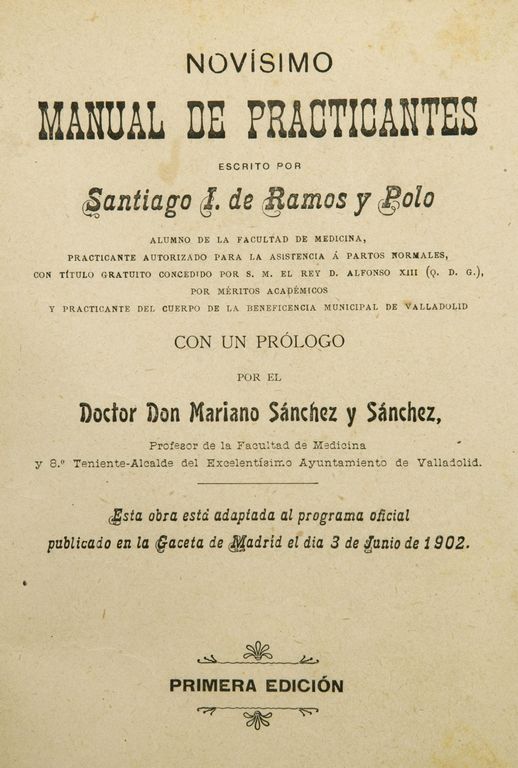 NOVÍSIMO
MANUAL DE PRACTICANTES
ESCRITO POR
Santiago I. de Ramos y Polo
ALUMNO DE LA FACULTAD DE MEDICINA,
PRACTICANTE AUTORIZADO PARA LA ASISTENCIA Á PARTOS NORMALES,
CON TÍTULO GRATUITO CONCEDIDO POR S. M. EL REY D. ALFONSO XIII (Q. D. G.),
POR MÉRITOS ACADÉMICOS
Y PRACTICANTE DEL CUERPO DE LA BENEFICENCIA MUNICIPAL DE VALLADOLID
CON UN PRÓLOGO
POR EL
Doctor Don Mariano Sánchez y Sánchez,
Profesor de la Facultad de Medicina
y 8.º Teniente-Alcalde del Excelentísimo Ayuntamiento de Valladolid.
Esta obra está adaptada al programa oficial
publicado en la Gaceta de Madrid el dia 3 de Junio de 1902.
PRIMERA EDICIÓN